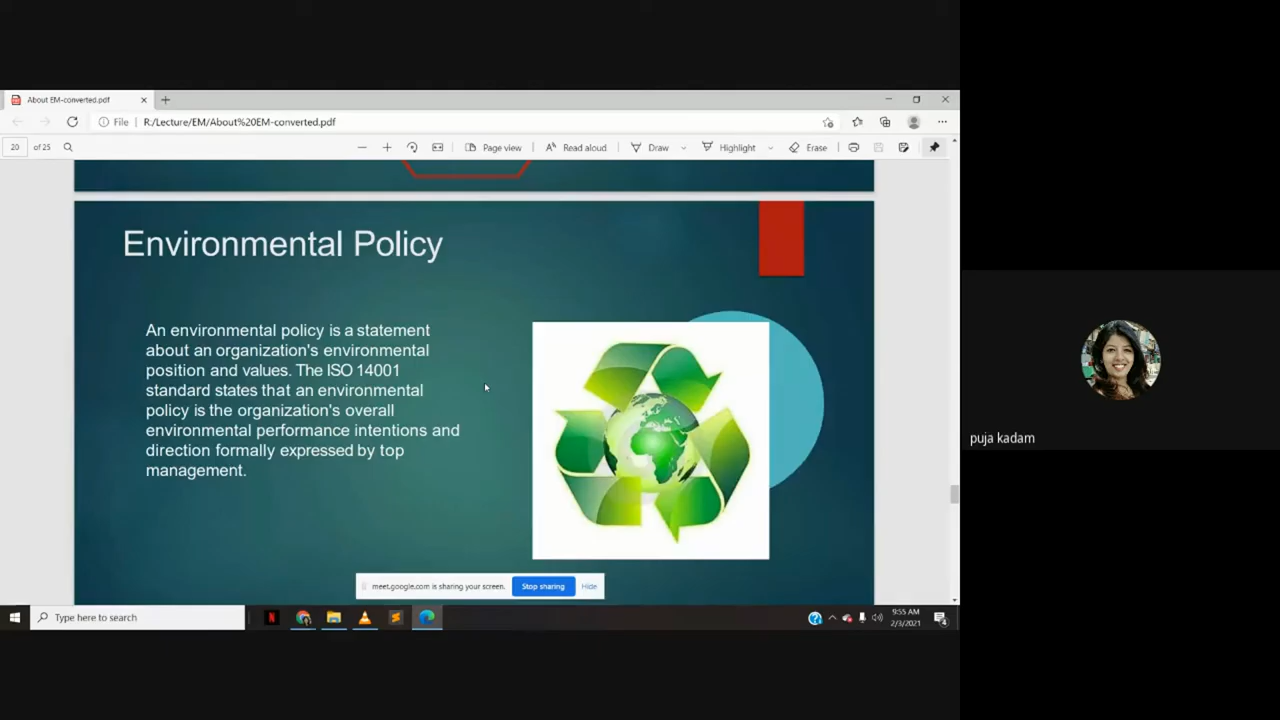 About EM-converted.pdf
File | R:/Lecture/EM/About%20EM-converted.pdf
20 of 25 Page view Read aloud Draw Highlight Erase
Environmental Policy
An environmental policy is a statement
about an organization's environmental
position and values. The ISO 14001
standard states that an environmental
policy is the organization's overall
environmental performance intentions and
direction formally expressed by top
management.
puja kadam
meet.google.com is sharing your screen. Stop sharing Hide
Type here to search
9:55 AM
2/3/2021
4